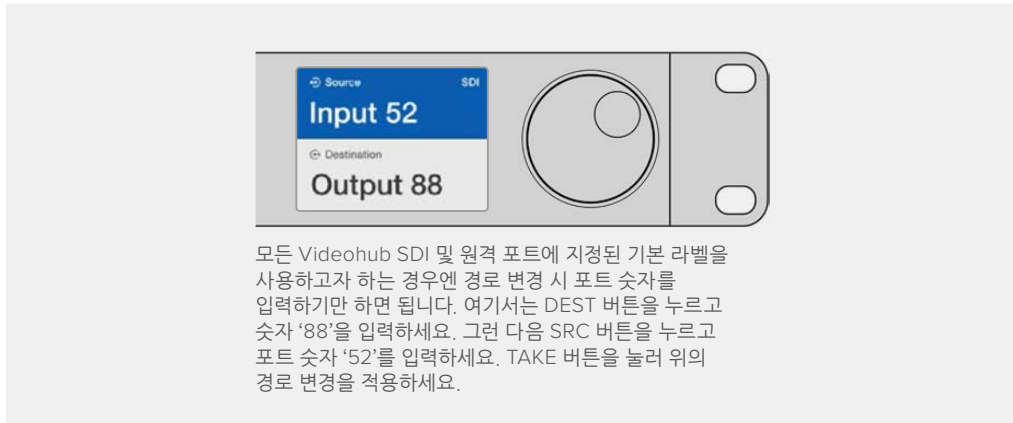 Source SDI
Input 52
Destination
Output 88
모든 Videohub SDI 및 원격 포트에 지정된 기본 라벨을
사용하고자 하는 경우엔 경로 변경 시 포트 숫자를
입력하기만 하면 됩니다. 여기서는 DEST 버튼을 누르고
숫자 ‘88’을 입력하세요. 그런 다음 SRC 버튼을 누르고
포트 숫자 ‘52’를 입력하세요. TAKE 버튼을 눌러 위의
경로 변경을 적용하세요.